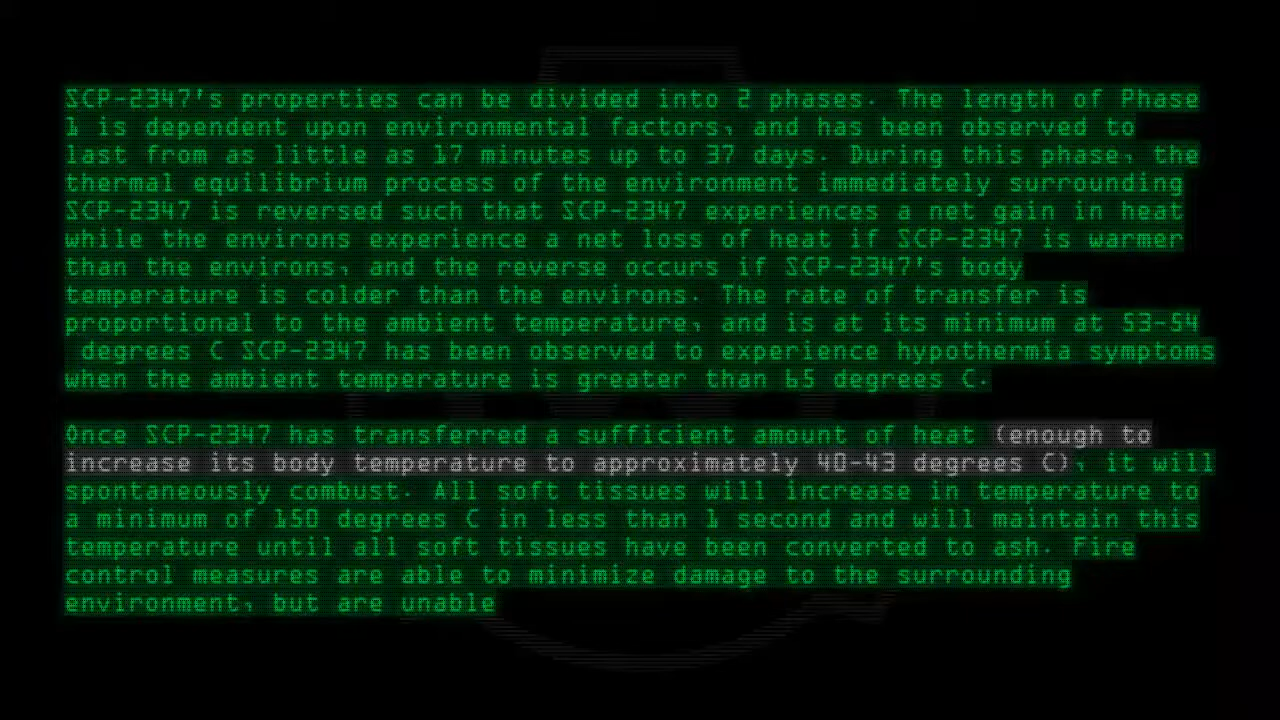 SCP-2347's properties can be divided into 2 phases. The length of Phase
1 is dependent upon environmental factors, and has been observed to
last from as little as 17 minutes up to 37 days. During this phase, the
thermal equilibrium process of the environment immediately surrounding
SCP-2347 is reversed such that SCP-2347 experiences a net gain in heat
while the environs experience a net loss of heat if SCP-2347 is warmer
than the environs, and the reverse occurs if SCP-2347's body
temperature is colder than the environs. The rate of transfer is
proportional to the ambient temperature, and is at its minimum at 53-54
degrees C SCP-2347 has been observed to experience hypothermia symptoms
when the ambient temperature is greater than 65 degrees C.
Once SCP-2347 has transferred a sufficient amount of heat (enough to
increase its body temperature to approximately 40-43 degrees C), it will
spontaneously combust. All soft tissues will increase in temperature to
a minimum of 150 degrees C in less than 1 second and will maintain this
temperature until all soft tissues have been converted to ash. Fire
control measures are able to minimize damage to the surrounding
environment, but are unable